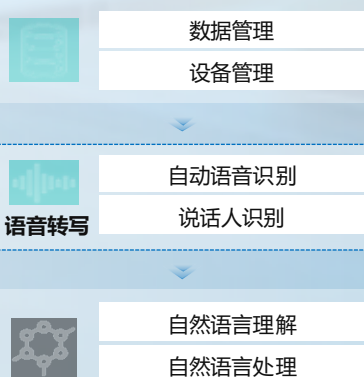 数据管理
设备管理
自动语音识别
语音转写
说话人识别
自然语言理解
自然语言处理